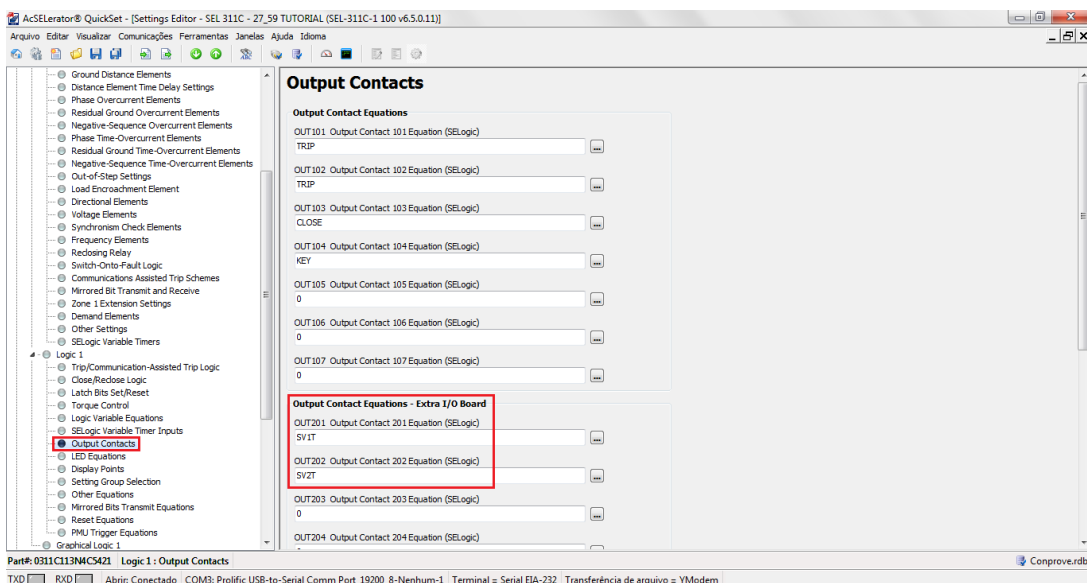 AcSELerator® QuickSet - [Settings Editor - SEL 311C - 27_59 TUTORIAL (SEL-311C-1 100 v6.5.0.11)]
Arquivo Editar Visualizar Comunicações Ferramentas Janelas Ajuda Idioma
Ground Distance Elements
Distance Element Time Delay Settings
Phase Overcurrent Elements
Residual Ground Overcurrent Elements
Negative-Sequence Overcurrent Elements
Phase Time-Overcurrent Elements
Residual Ground Time-Overcurrent Elements
Negative-Sequence Time-Overcurrent Elements
Out-of-Step Settings
Load Encroachment Element
Directional Elements
Voltage Elements
Synchronism Check Elements
Frequency Elements
Reclosing Relay
Switch-Onto-Fault Logic
Communications Assisted Trip Schemes
Mirrored Bit Transmit and Receive
Zone 1 Extension Settings
Demand Elements
Other Settings
SELogic Variable Timers
Logic 1
Trip/Communication-Assisted Trip Logic
Close/Reclose Logic
Latch Bits Set/Reset
Torque Control
Logic Variable Equations
SELogic Variable Timer Inputs
Output Contacts
LED Equations
Display Points
Setting Group Selection
Other Equations
Mirrored Bits Transmit Equations
Reset Equations
PMU Trigger Equations
Graphical Logic 1
Output Contacts
Output Contact Equations
OUT101 Output Contact 101 Equation (SELogic)
TRIP
OUT102 Output Contact 102 Equation (SELogic)
TRIP
OUT103 Output Contact 103 Equation (SELogic)
CLOSE
OUT104 Output Contact 104 Equation (SELogic)
KEY
OUT105 Output Contact 105 Equation (SELogic)
0
OUT106 Output Contact 106 Equation (SELogic)
0
OUT107 Output Contact 107 Equation (SELogic)
0
Output Contact Equations - Extra I/O Board
OUT201 Output Contact 201 Equation (SELogic)
SV1T
OUT202 Output Contact 202 Equation (SELogic)
SV2T
OUT203 Output Contact 203 Equation (SELogic)
0
OUT204 Output Contact 204 Equation (SELogic)
Part#: 0311C113N4C5421 Logic 1 : Output Contacts
Conprove.rdb
TXD RXD Abrir: Conectado COM3: Prolific USB-to-Serial Comm Port 19200 8-Nenhum-1 Terminal = Serial EIA-232 Transferência de arquivo = YModem